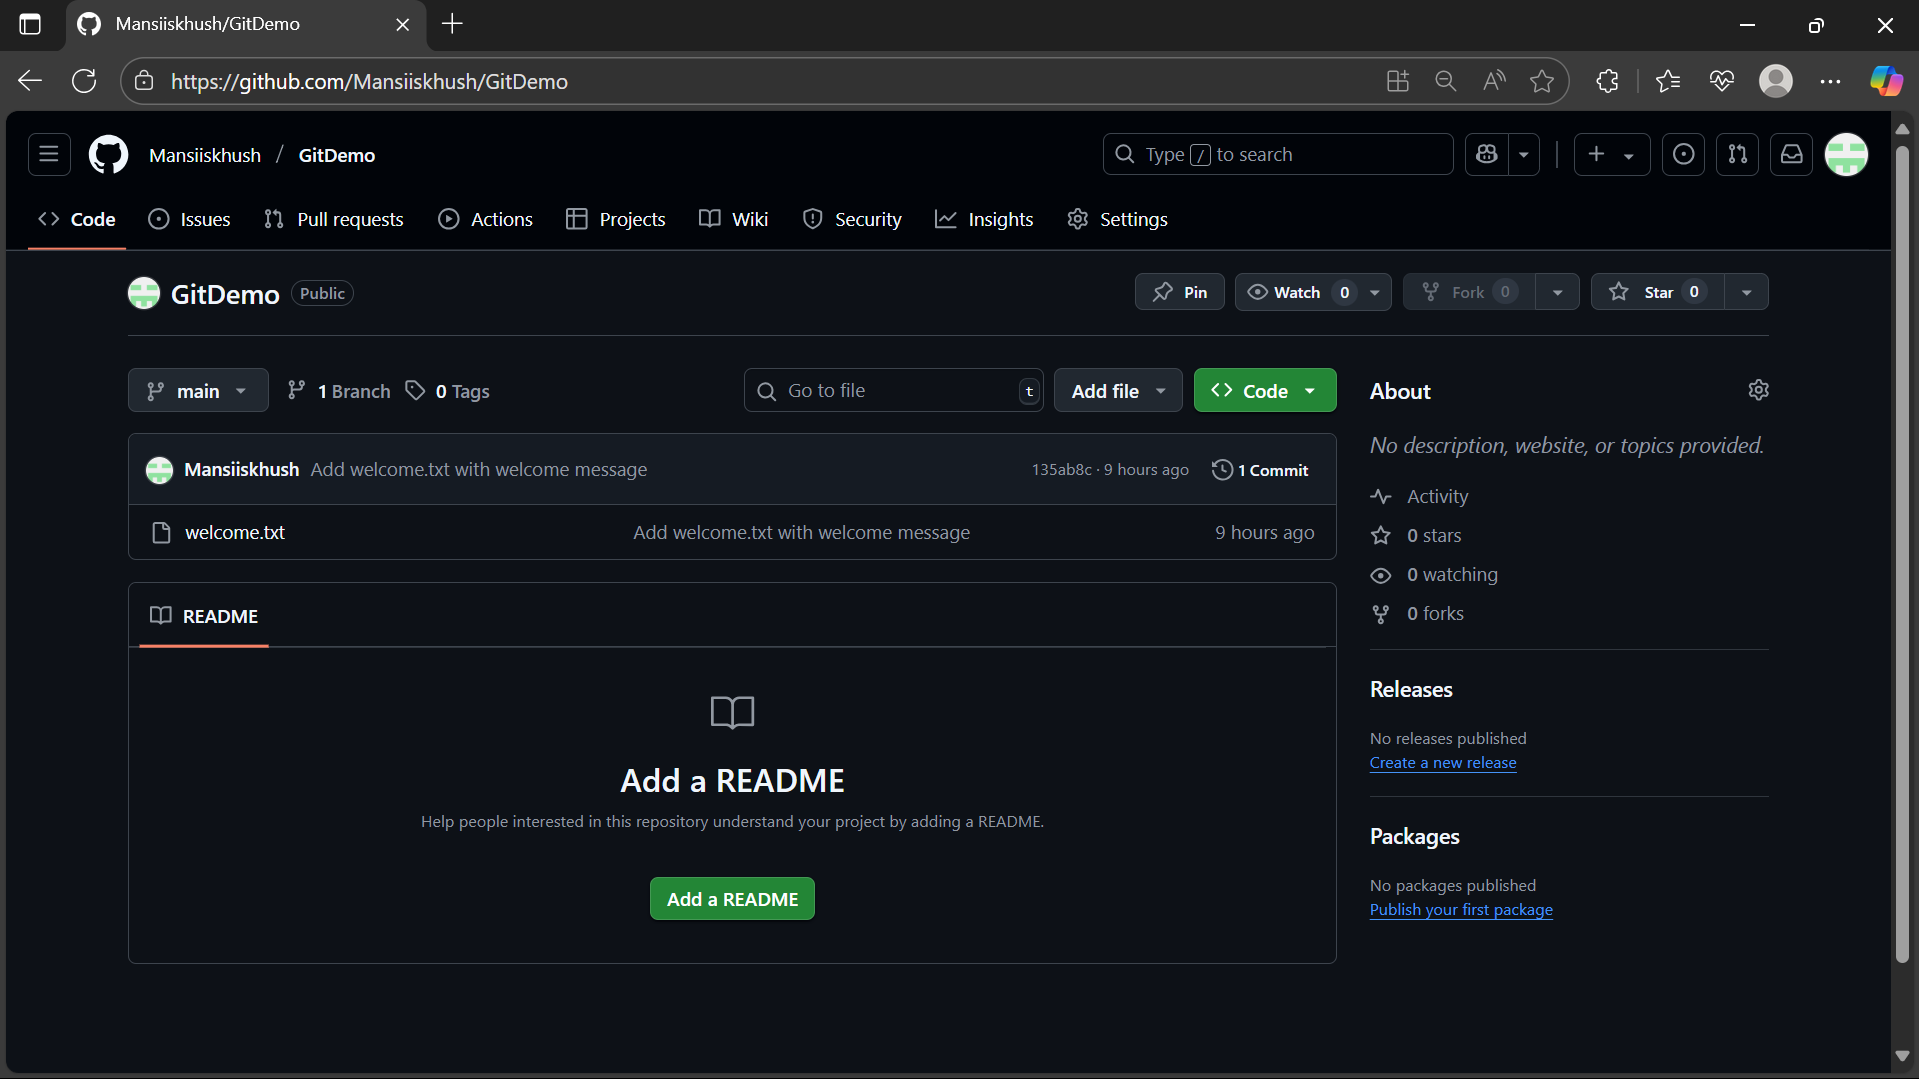 Mansiiskhush/GitDemo
https://github.com/Mansiiskhush/GitDemo
Mansiiskhush / GitDemo
Type / to search
Code Issues Pull requests Actions Projects Wiki Security Insights Settings
GitDemo Public
Pin Watch 0 Fork 0 Star 0
main 1 Branch 0 Tags Go to file t Add file Code
Mansiiskhush Add welcome.txt with welcome message 135ab8c · 9 hours ago 1 Commit
welcome.txt Add welcome.txt with welcome message 9 hours ago
README
Add a README
Help people interested in this repository understand your project by adding a README.
Add a README
About
No description, website, or topics provided.
Activity
0 stars
0 watching
0 forks
Releases
No releases published
Create a new release
Packages
No packages published
Publish your first package